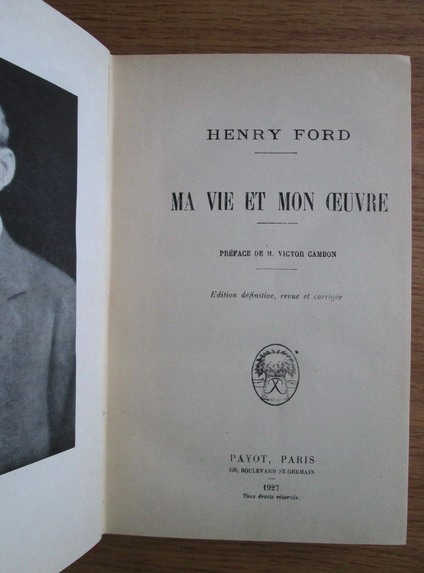 HENRY FORD
MA VIE ET MON ŒUVRE
PRÉFACE DE M. VICTOR CAMBON
Edition définitive, revue et corrigée
PAYOT, PARIS
106, BOULEVARD ST-GERMAIN
1927
Tous droits réservés.